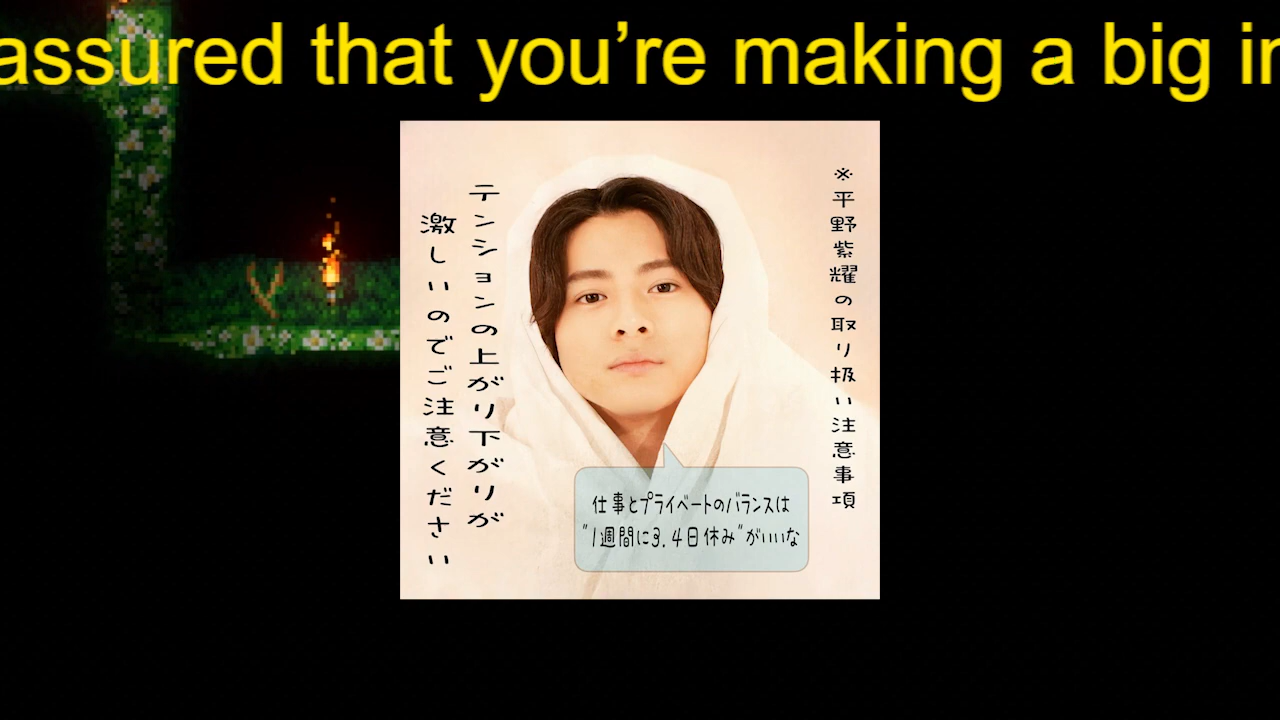 assured that you’re making a big in
※平野紫耀の取り扱い注意事項
テンションの上がり下がりが
激しいのでご注意ください
仕事とプライベートのバランスは
"1週間に3.4日休み"がいいな